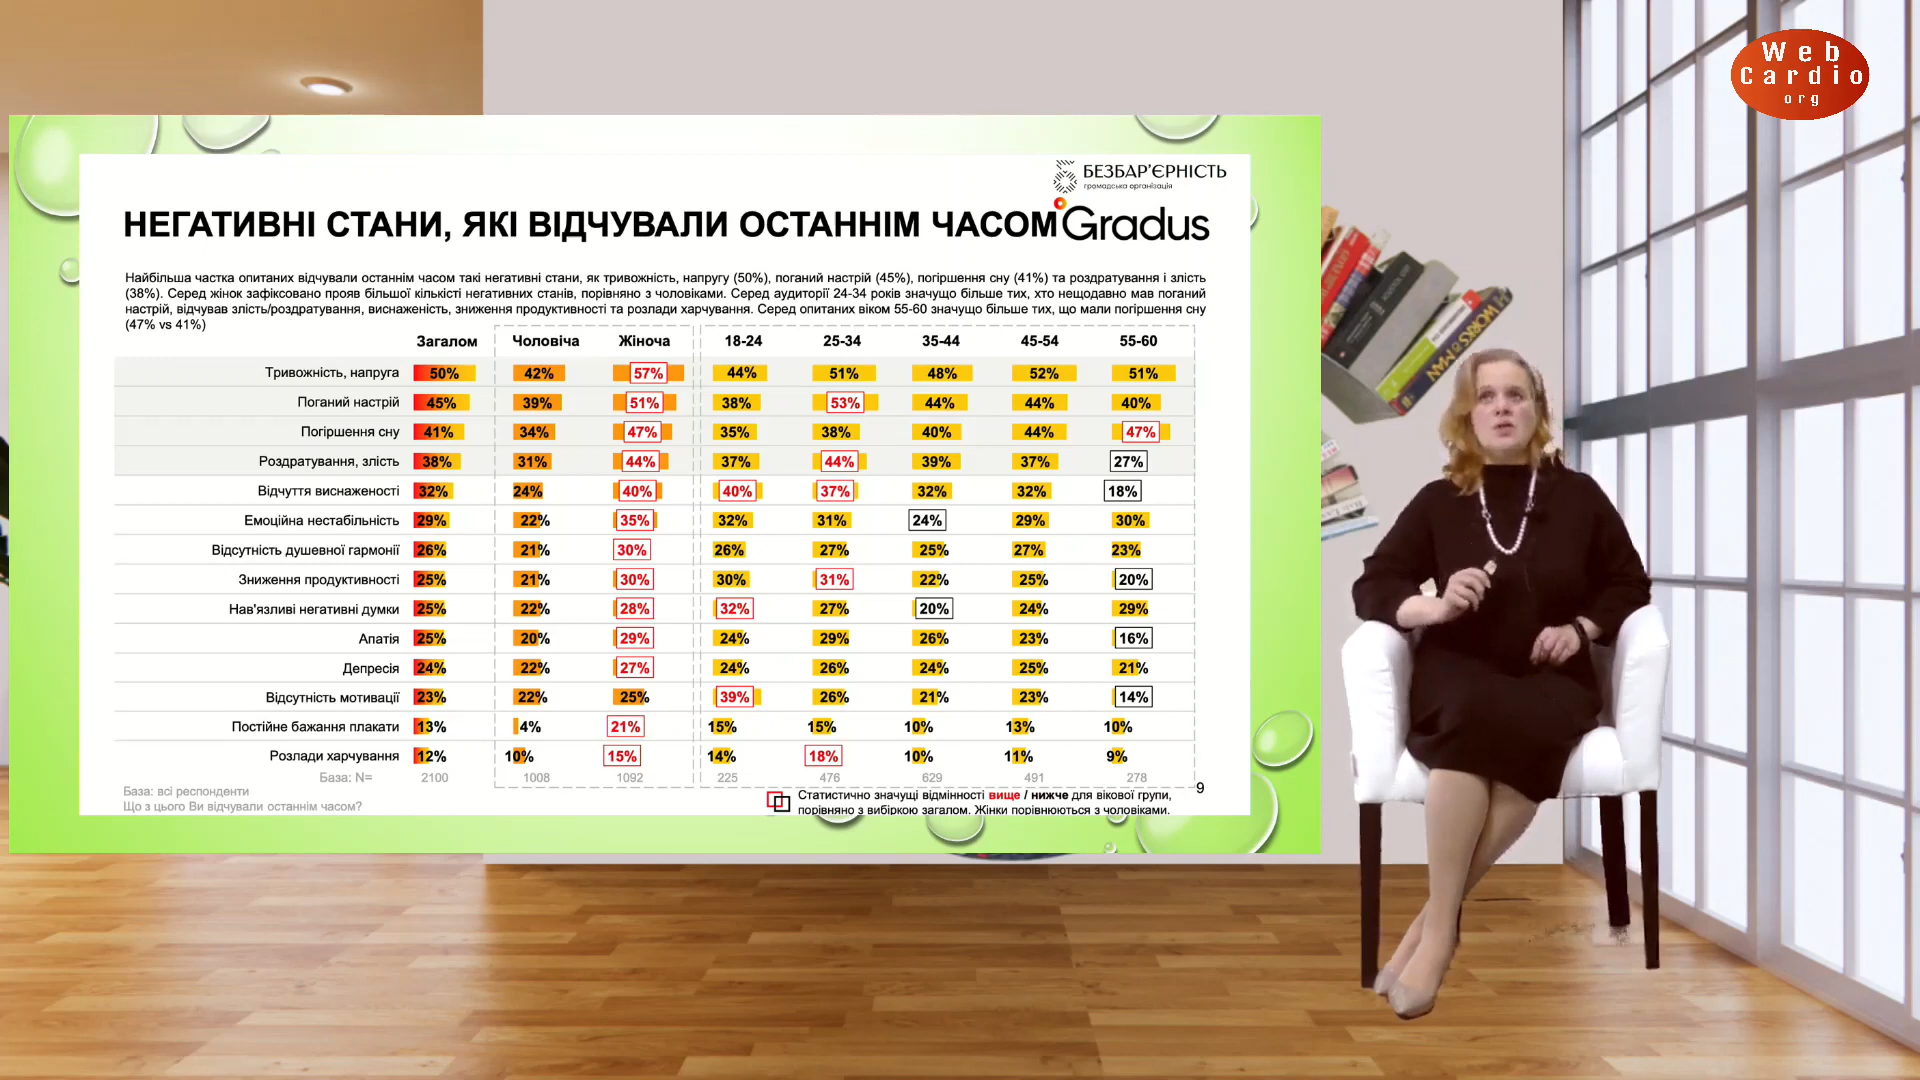 Web
Cardio
org
БЕЗБАР'ЄРНІСТЬ
громадська організація
НЕГАТИВНІ СТАНИ, ЯКІ ВІДЧУВАЛИ ОСТАННІМ ЧАСОМ
Gradus
Найбільша частка опитаних відчували останнім часом такі негативні стани, як тривожність, напругу (50%), поганий настрій (45%), погіршення сну (41%) та роздратування і злість
(38%). Серед жінок зафіксовано прояв більшої кількості негативних станів, порівняно з чоловіками. Серед аудиторії 24-34 років значущо більше тих, хто нещодавно мав поганий
настрій, відчував злість/роздратування, виснаженість, зниження продуктивності та розлади харчування. Серед опитаних віком 55-60 значущо більше тих, що мали погіршення сну
(47% vs 41%)
Загалом Чоловіча Жіноча 18-24 25-34 35-44 45-54 55-60
Тривожність, напруга 50% 42% 57% 44% 51% 48% 52% 51%
Поганий настрій 45% 39% 51% 38% 53% 44% 44% 40%
Погіршення сну 41% 34% 47% 35% 38% 40% 44% 47%
Роздратування, злість 38% 31% 44% 37% 44% 39% 37% 27%
Відчуття виснаженості 32% 24% 40% 40% 37% 32% 32% 18%
Емоційна нестабільність 29% 22% 35% 32% 31% 24% 29% 30%
Відсутність душевної гармонії 26% 21% 30% 26% 27% 25% 27% 23%
Зниження продуктивності 25% 21% 30% 30% 31% 22% 25% 20%
Нав'язливі негативні думки 25% 22% 28% 32% 27% 20% 24% 29%
Апатія 25% 20% 29% 24% 29% 26% 23% 16%
Депресія 24% 22% 27% 24% 26% 24% 25% 21%
Відсутність мотивації 23% 22% 25% 39% 26% 21% 23% 14%
Постійне бажання плакати 13% 4% 21% 15% 15% 10% 13% 10%
Розлади харчування 12% 10% 15% 14% 18% 10% 11% 9%
База: N= 2100 1008 1092 225 476 629 491 278
База: всі респонденти
Що з цього Ви відчували останнім часом?
9
Статистично значущі відмінності вище / нижче для вікової групи,
порівняно з вибіркою загалом. Жінки порівнюються з чоловіками.
WORKS
MAN